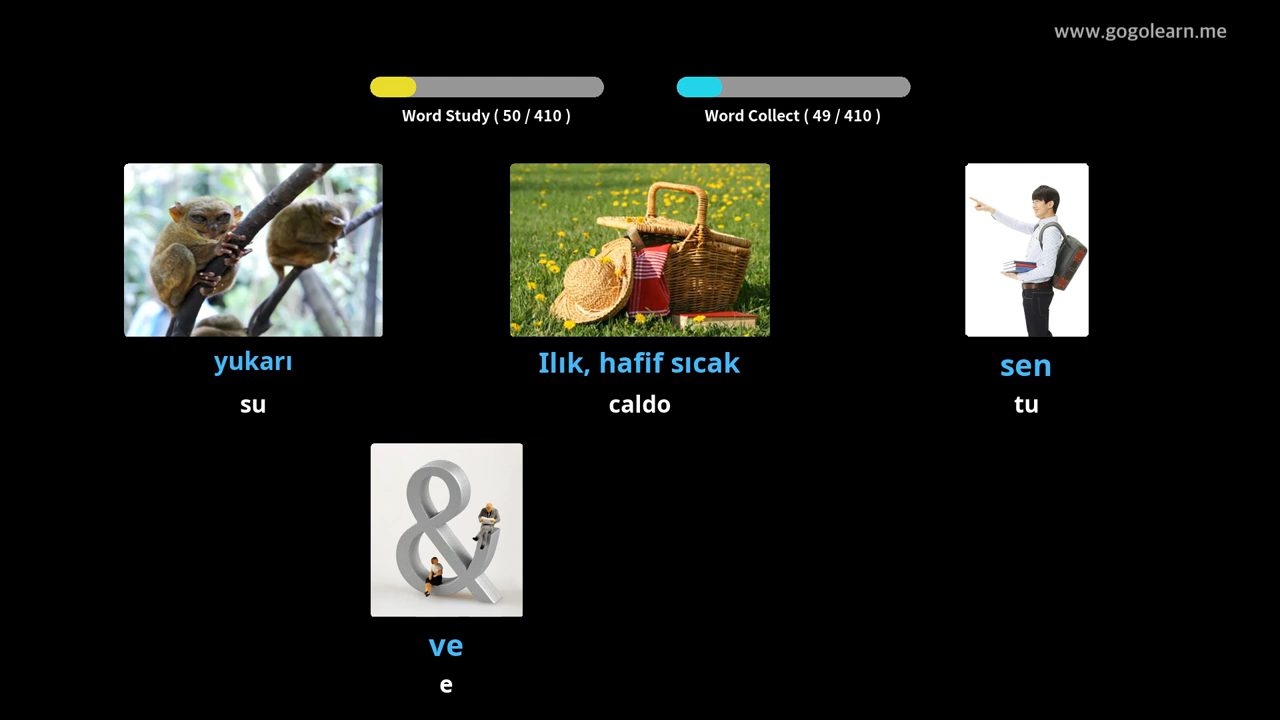 www.gogolearn.me
Word Study ( 50 / 410 )
Word Collect ( 49 / 410 )
yukarı
su
Ilık, hafif sıcak
caldo
sen
tu
&
ve
e